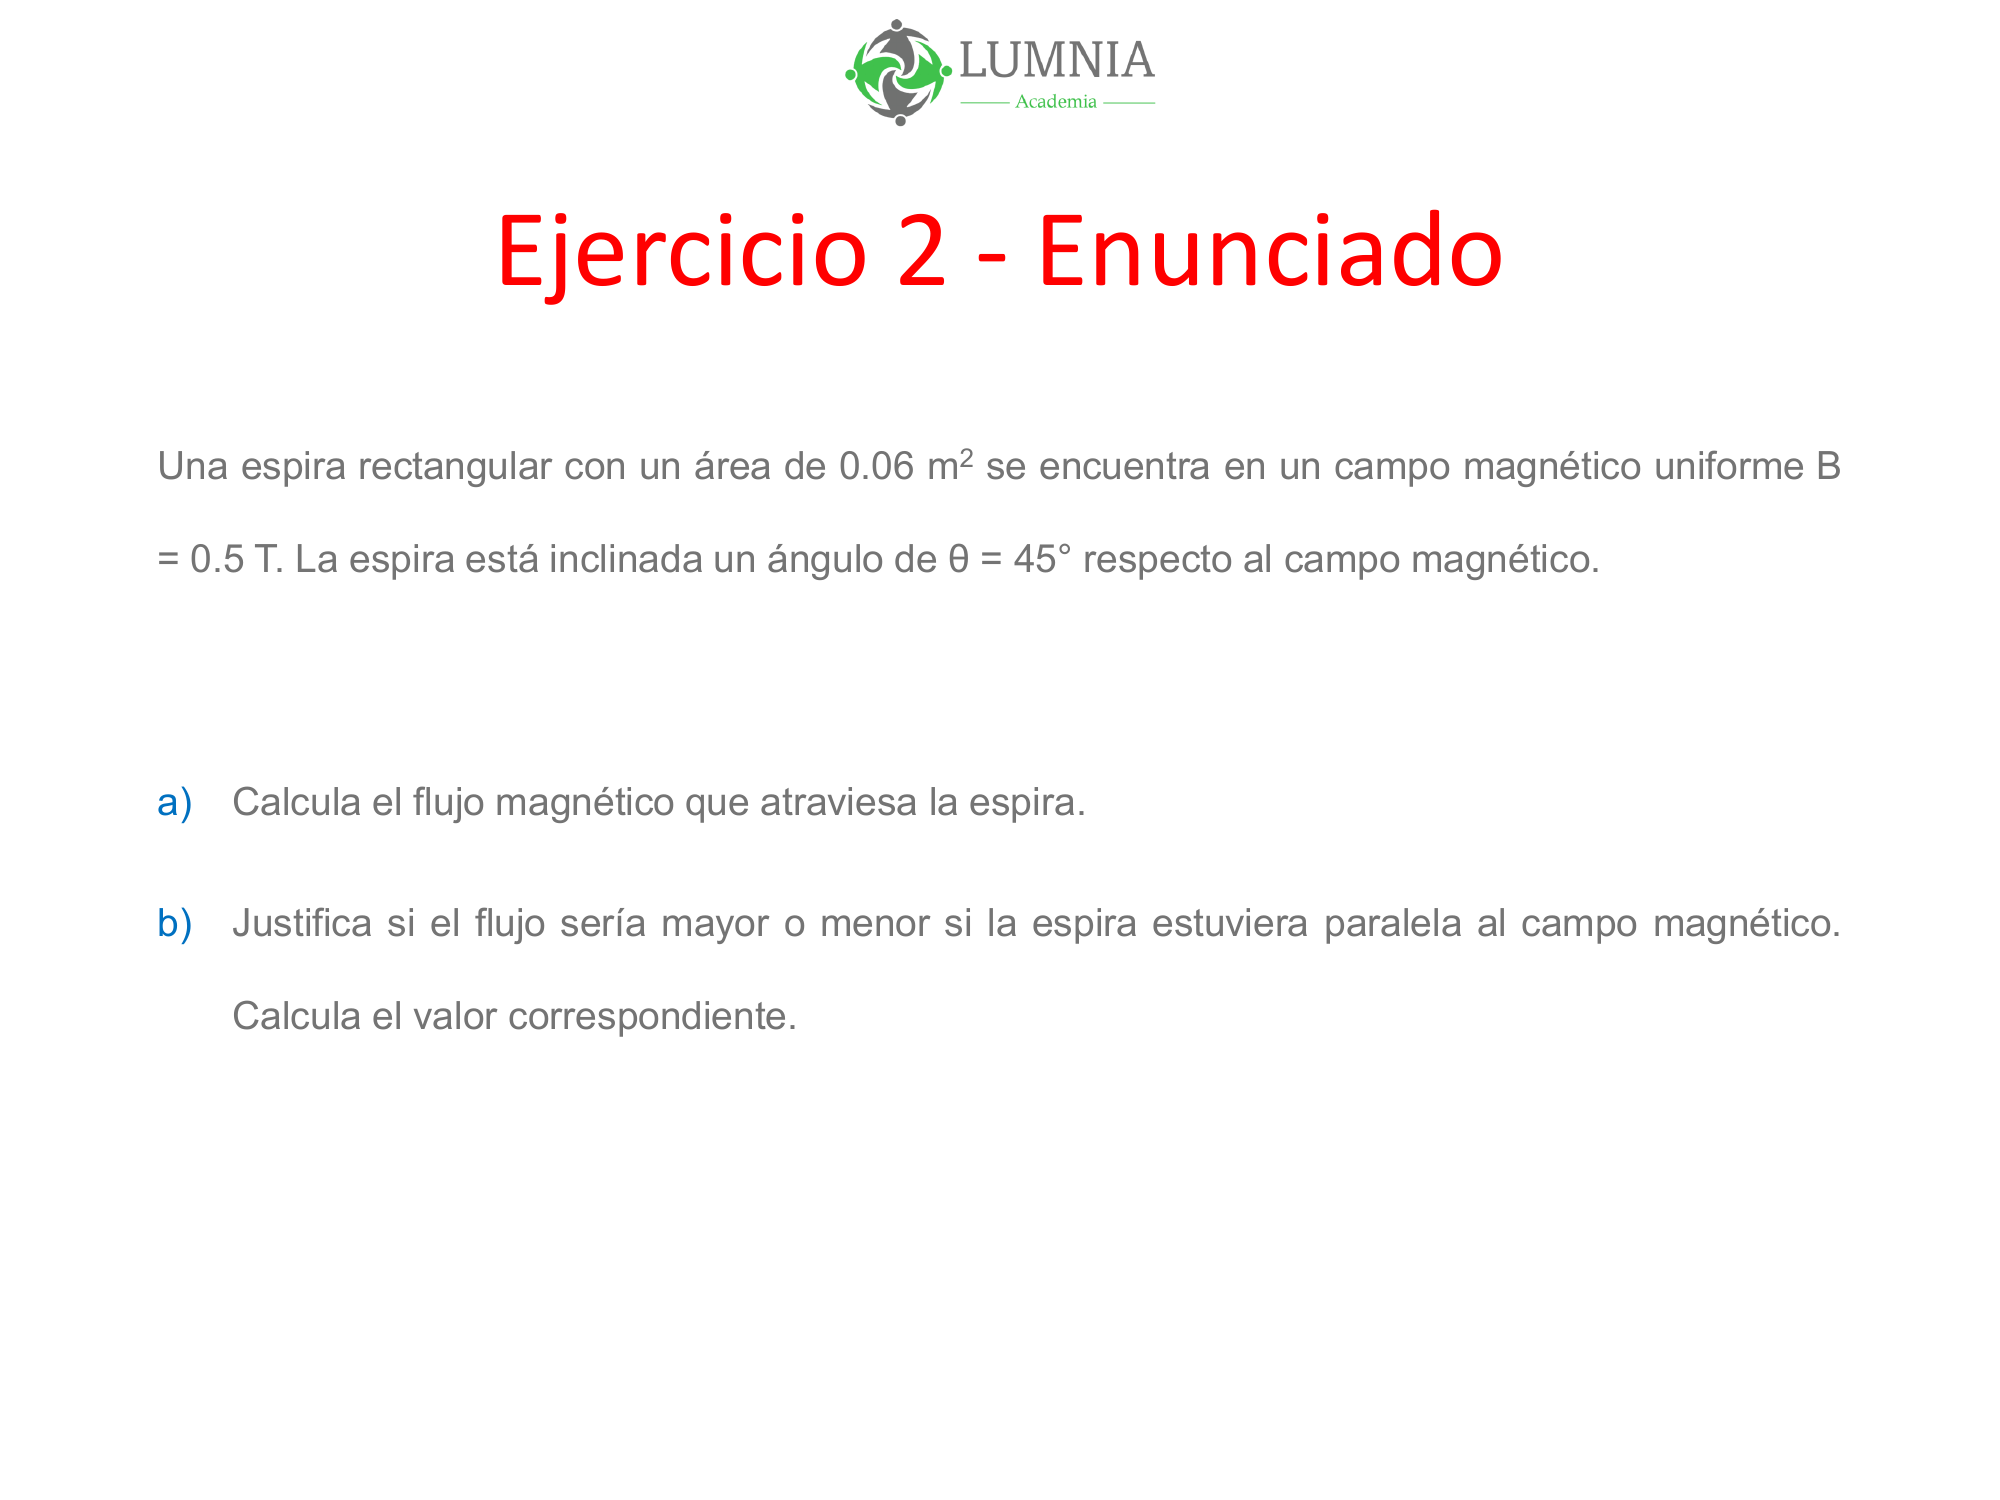 LUMNIA
Academia
Ejercicio 2 - Enunciado
Una espira rectangular con un área de 0.06 m² se encuentra en un campo magnético uniforme B
= 0.5 T. La espira está inclinada un ángulo de θ = 45° respecto al campo magnético.
a) Calcula el flujo magnético que atraviesa la espira.
b) Justifica si el flujo sería mayor o menor si la espira estuviera paralela al campo magnético.
Calcula el valor correspondiente.